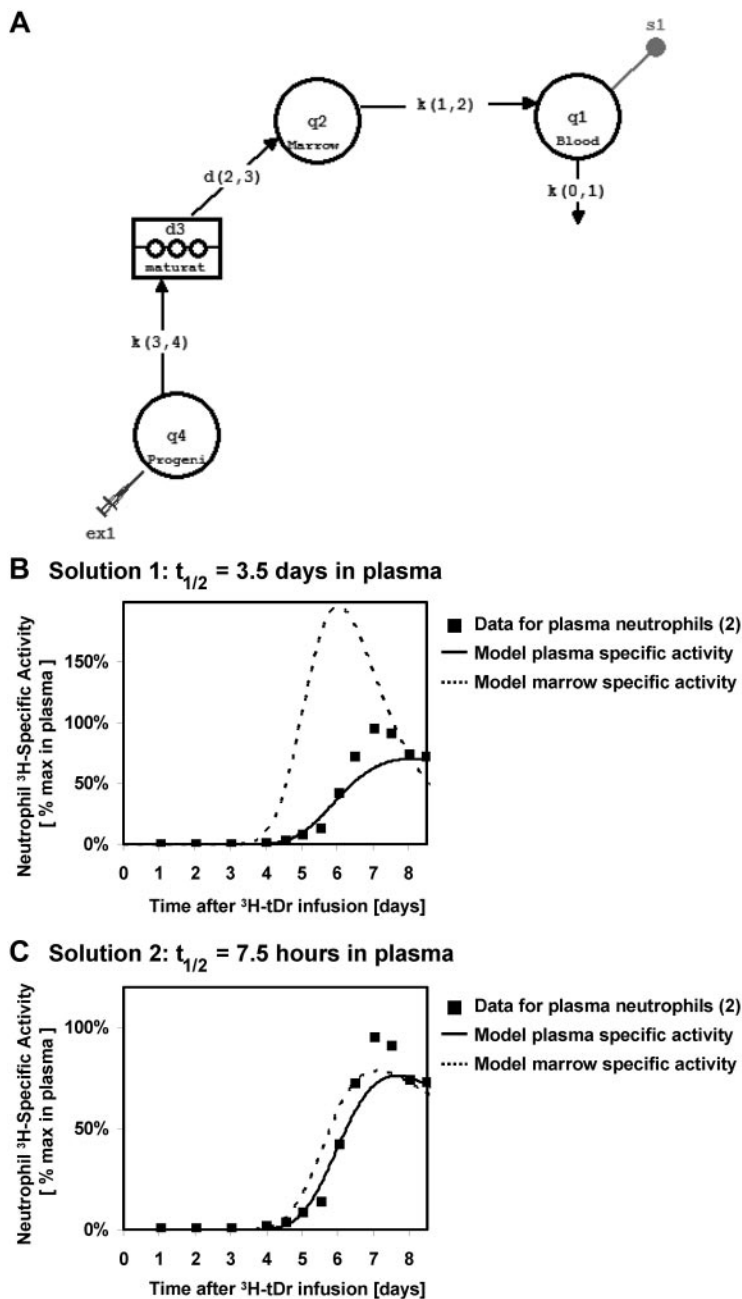 A
s1
q2
Marrow
k(1,2)
q1
Blood
d(2,3)
k(0,1)
d3
maturat
k(3,4)
q4
Progeni
ex1
B Solution 1: t1/2 = 3.5 days in plasma
Neutrophil ³H-Specific Activity
[ % max in plasma ]
150%
100%
50%
0%
0 1 2 3 4 5 6 7 8
Time after ³H-tDr infusion [days]
Data for plasma neutrophils (2)
Model plasma specific activity
Model marrow specific activity
C Solution 2: t1/2 = 7.5 hours in plasma
Neutrophil ³H-Specific Activity
[ % max in plasma ]
100%
50%
0%
0 1 2 3 4 5 6 7 8
Time after ³H-tDr infusion [days]
Data for plasma neutrophils (2)
Model plasma specific activity
Model marrow specific activity